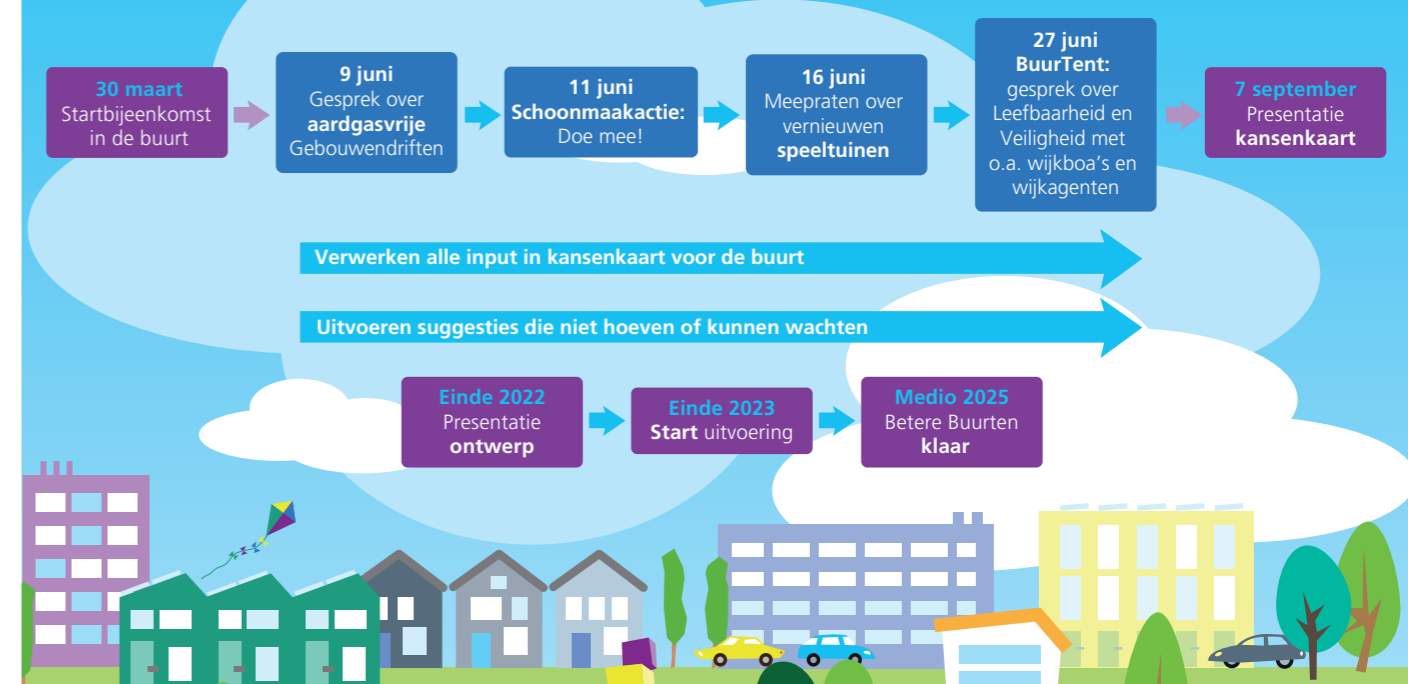 30 maart
Startbijeenkomst
in de buurt
9 juni
Gesprek over
aardgasvrije
Gebouwendriften
11 juni
Schoonmaakactie:
Doe mee!
16 juni
Meepraten over
vernieuwen
speeltuinen
27 juni
BuurTent:
gesprek over
Leefbaarheid en
Veiligheid met
o.a. wijkboa's en
wijkagenten
7 september
Presentatie
kansenkaart
Verwerken alle input in kansenkaart voor de buurt
Uitvoeren suggesties die niet hoeven of kunnen wachten
Einde 2022
Presentatie
ontwerp
Einde 2023
Start uitvoering
Medio 2025
Betere Buurten
klaar